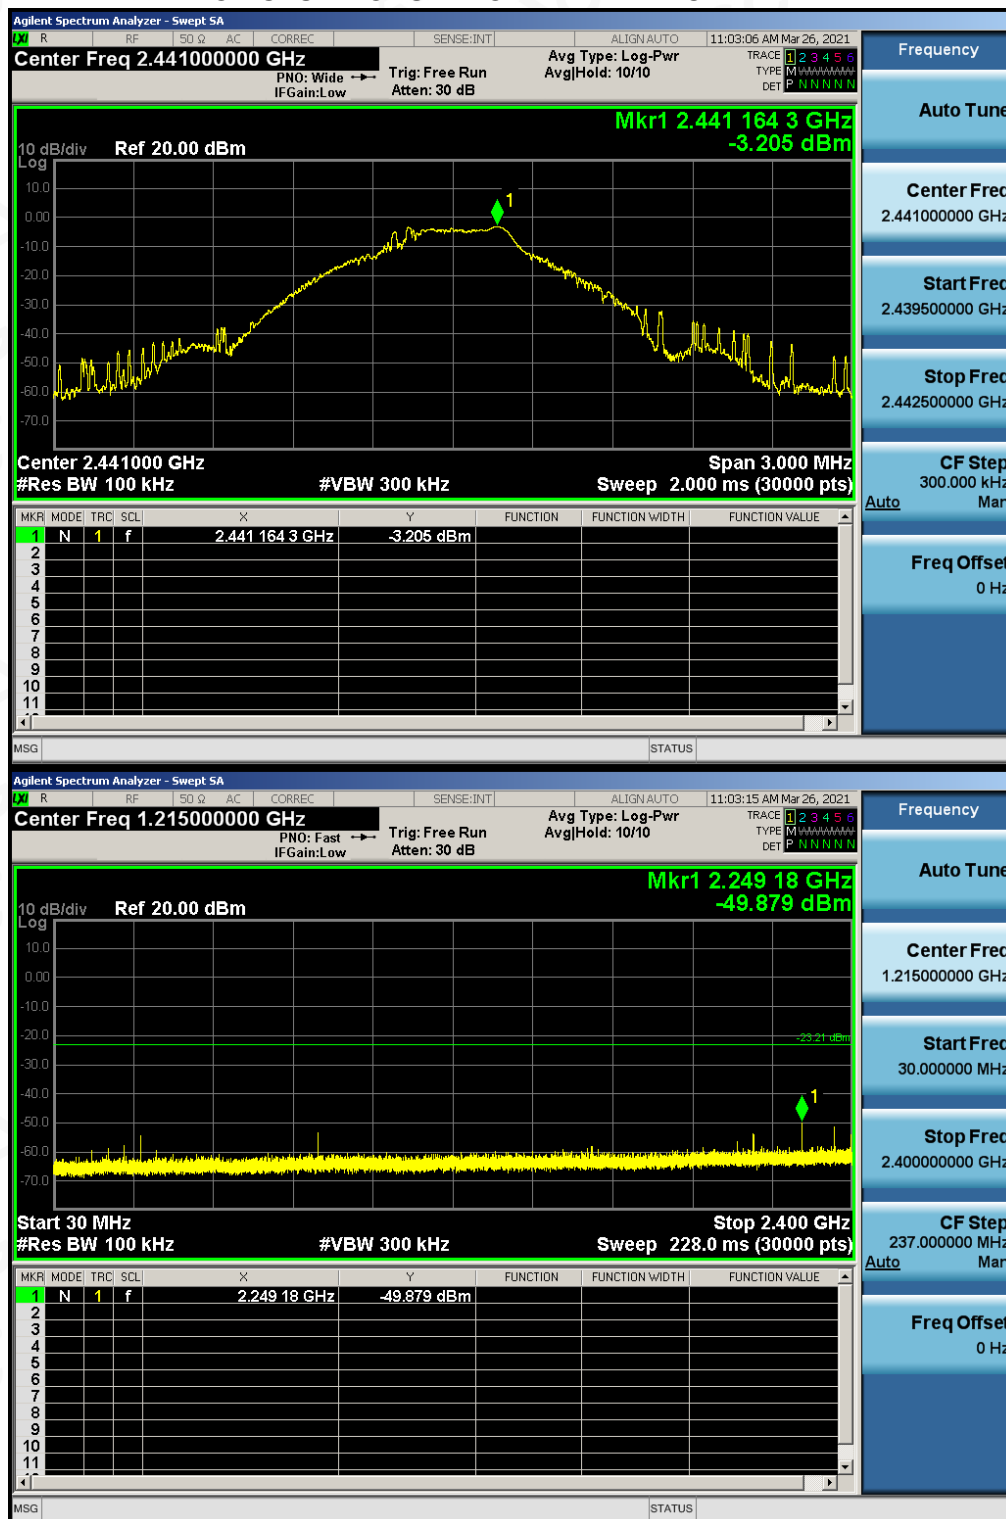 Agilent Spectrum Analyzer - Swept SA
LXI R RF 50 Ω AC CORREC SENSE:INT ALIGN AUTO 11:03:06 AM Mar 26, 2021
Center Freq 2.441000000 GHz
PNO: Wide
IFGain:Low
Trig: Free Run
Atten: 30 dB
Avg Type: Log-Pwr
Avg|Hold: 10/10
TRACE 1 2 3 4 5 6
TYPE M
DET P N N N N N
Mkr1 2.441 164 3 GHz
-3.205 dBm
10 dB/div Ref 20.00 dBm
Log
10.0
0.00
-10.0
-20.0
-30.0
-40.0
-50.0
-60.0
-70.0
1
Center 2.441000 GHz Span 3.000 MHz
#Res BW 100 kHz #VBW 300 kHz Sweep 2.000 ms (30000 pts)
MKR MODE TRC SCL X Y FUNCTION FUNCTION WIDTH FUNCTION VALUE
1 N 1 f 2.441 164 3 GHz -3.205 dBm
2
3
4
5
6
7
8
9
10
11
MSG STATUS
Frequency
Auto Tune
Center Freq
2.441000000 GHz
Start Freq
2.439500000 GHz
Stop Freq
2.442500000 GHz
CF Step
300.000 kHz
Auto Man
Freq Offset
0 Hz
Agilent Spectrum Analyzer - Swept SA
LXI R RF 50 Ω AC CORREC SENSE:INT ALIGN AUTO 11:03:15 AM Mar 26, 2021
Center Freq 1.215000000 GHz
PNO: Fast
IFGain:Low
Trig: Free Run
Atten: 30 dB
Avg Type: Log-Pwr
Avg|Hold: 10/10
TRACE 1 2 3 4 5 6
TYPE M
DET P N N N N N
Mkr1 2.249 18 GHz
-49.879 dBm
10 dB/div Ref 20.00 dBm
Log
10.0
0.00
-10.0
-20.0
-30.0
-40.0
-50.0
-60.0
-70.0
-23.21 dBm
1
Start 30 MHz Stop 2.400 GHz
#Res BW 100 kHz #VBW 300 kHz Sweep 228.0 ms (30000 pts)
MKR MODE TRC SCL X Y FUNCTION FUNCTION WIDTH FUNCTION VALUE
1 N 1 f 2.249 18 GHz -49.879 dBm
2
3
4
5
6
7
8
9
10
11
MSG STATUS
Frequency
Auto Tune
Center Freq
1.215000000 GHz
Start Freq
30.000000 MHz
Stop Freq
2.400000000 GHz
CF Step
237.000000 MHz
Auto Man
Freq Offset
0 Hz